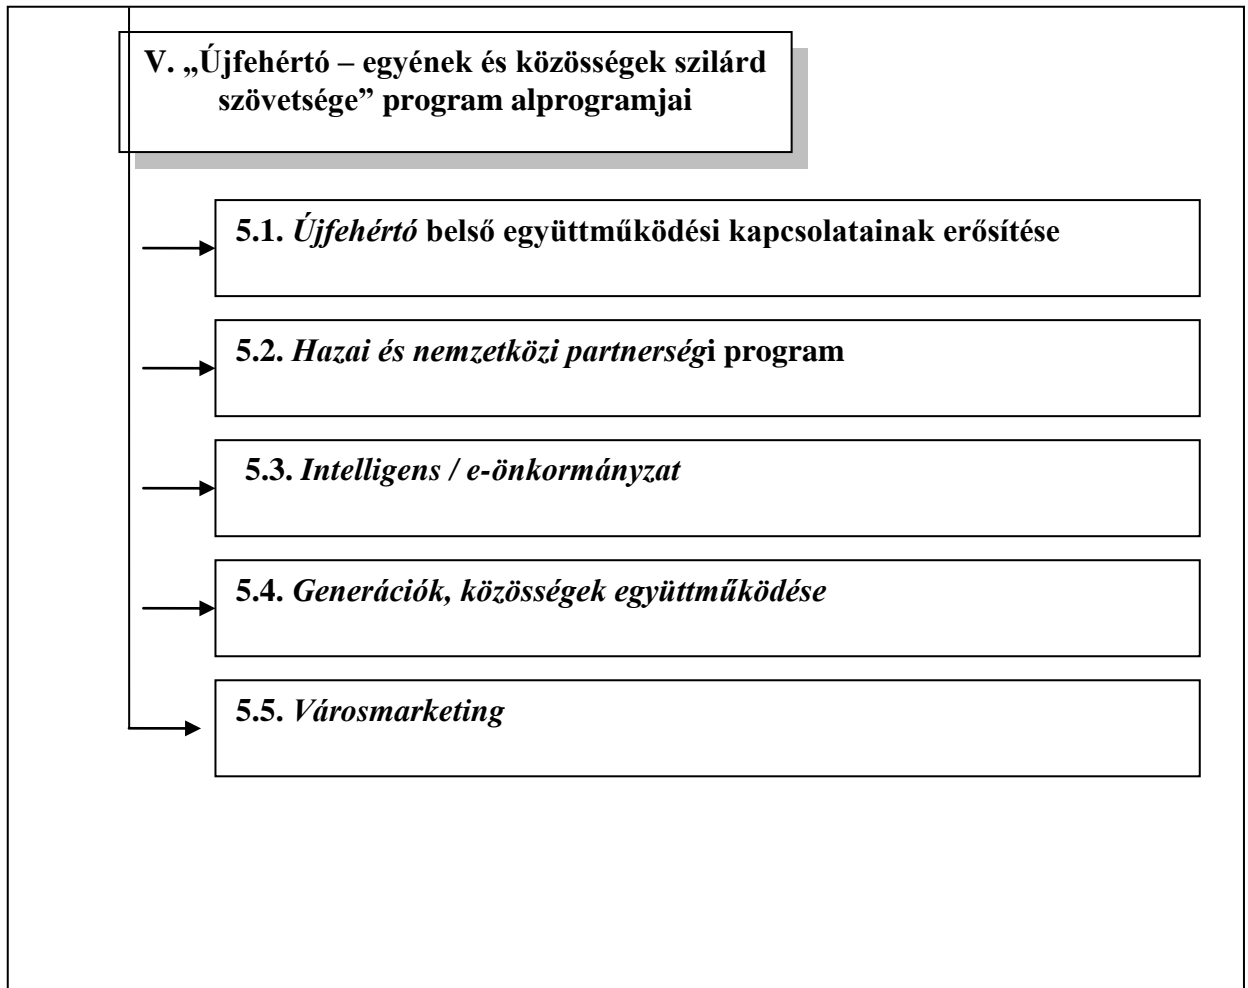 V. „Újfehértó – egyének és közösségek szilárd
szövetsége” program alprogramjai
5.1. Újfehértó belső együttműködési kapcsolatainak erősítése
5.2. Hazai és nemzetközi partnerségi program
5.3. Intelligens / e-önkormányzat
5.4. Generációk, közösségek együttműködése
5.5. Városmarketing